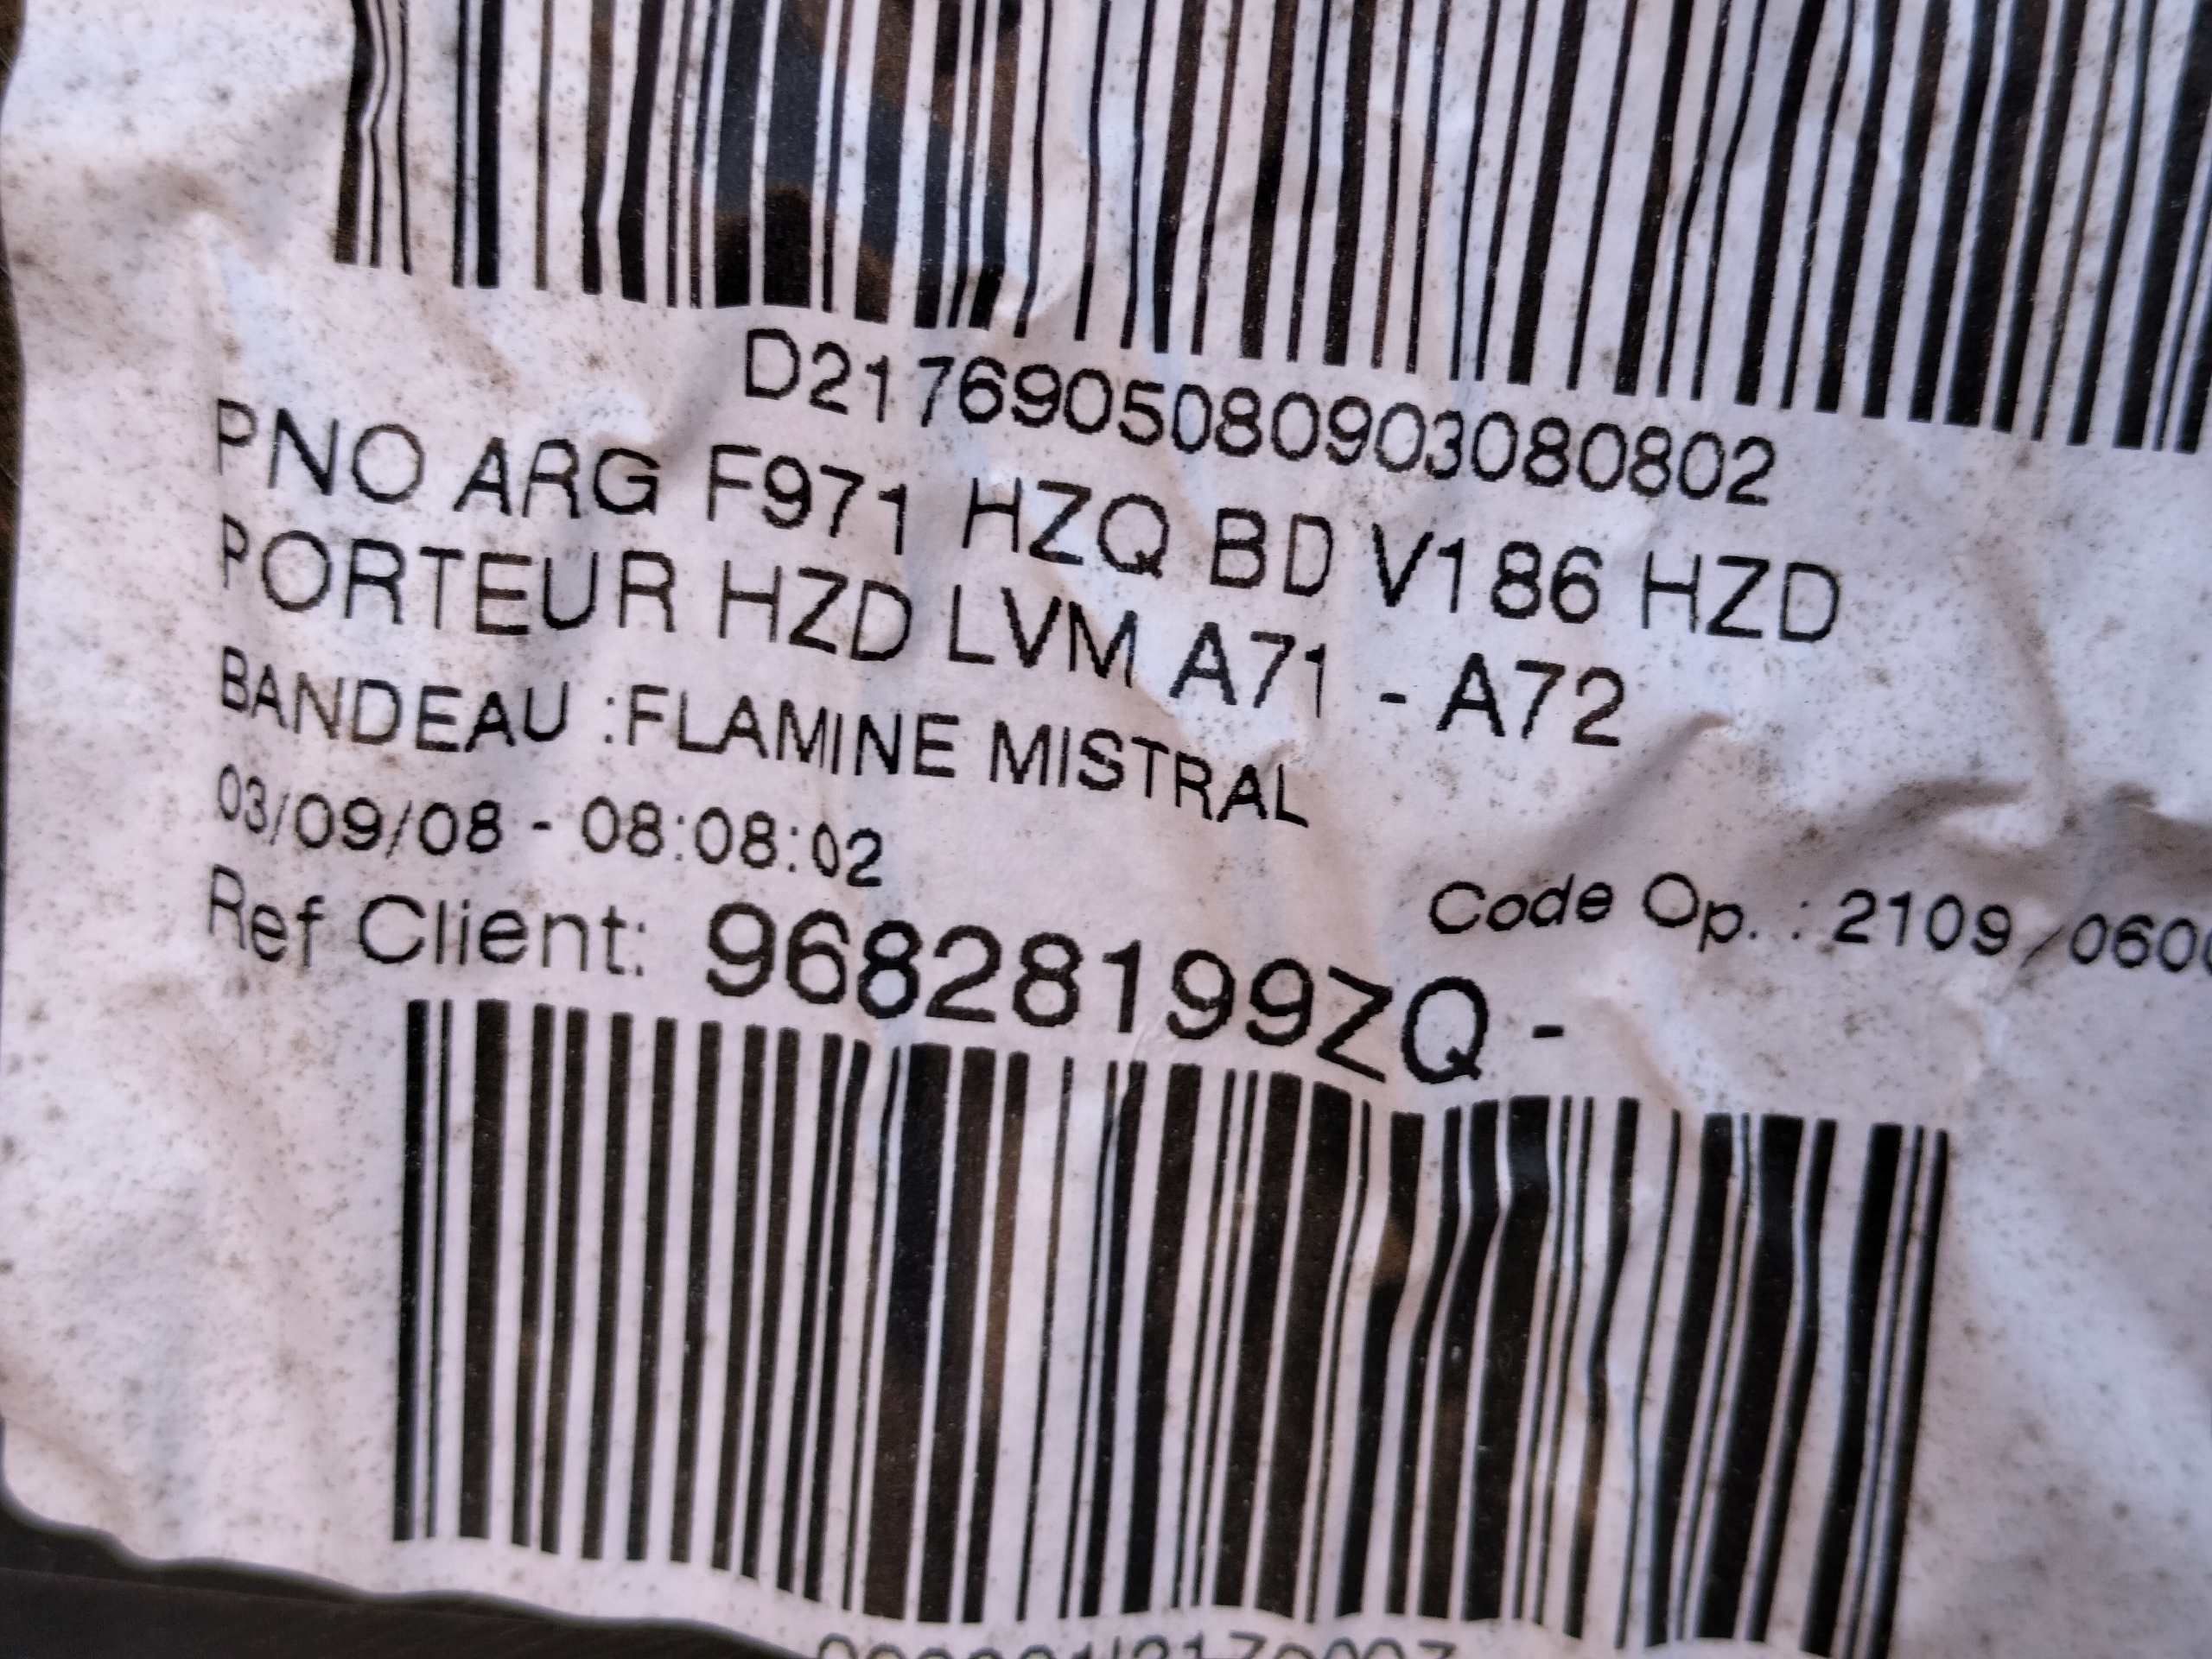 D2176905080903080802
PNO ARG F971 HZQ BD V186 HZD
PORTEUR HZD LVM A71 - A72
BANDEAU :FLAMINE MISTRAL
03/09/08 - 08:08:02
Code Op. : 2109
Ref Client: 96828199ZQ -